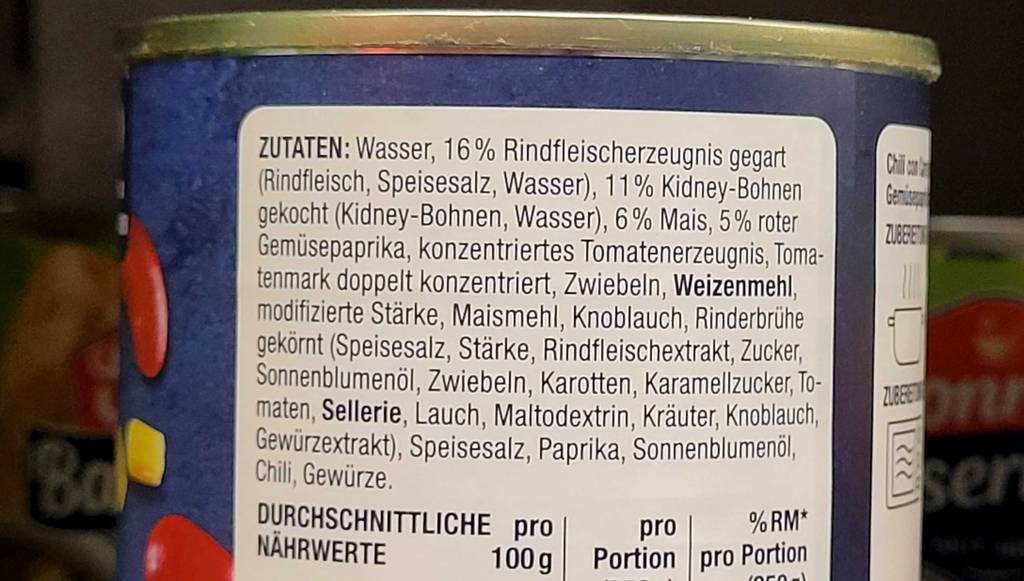 ZUTATEN: Wasser, 16% Rindfleischerzeugnis gegart
(Rindfleisch, Speisesalz, Wasser), 11% Kidney-Bohnen
gekocht (Kidney-Bohnen, Wasser), 6% Mais, 5% roter
Gemüsepaprika, konzentriertes Tomatenerzeugnis, Toma-
tenmark doppelt konzentriert, Zwiebeln, Weizenmehl,
modifizierte Stärke, Maismehl, Knoblauch, Rinderbrühe
gekörnt (Speisesalz, Stärke, Rindfleischextrakt, Zucker,
Sonnenblumenöl, Zwiebeln, Karotten, Karamellzucker, To-
maten, Sellerie, Lauch, Maltodextrin, Kräuter, Knoblauch,
Gewürzextrakt), Speisesalz, Paprika, Sonnenblumenöl,
Chili, Gewürze.
DURCHSCHNITTLICHE pro pro %RM*
NÄHRWERTE 100g Portion pro Portion
Chili con